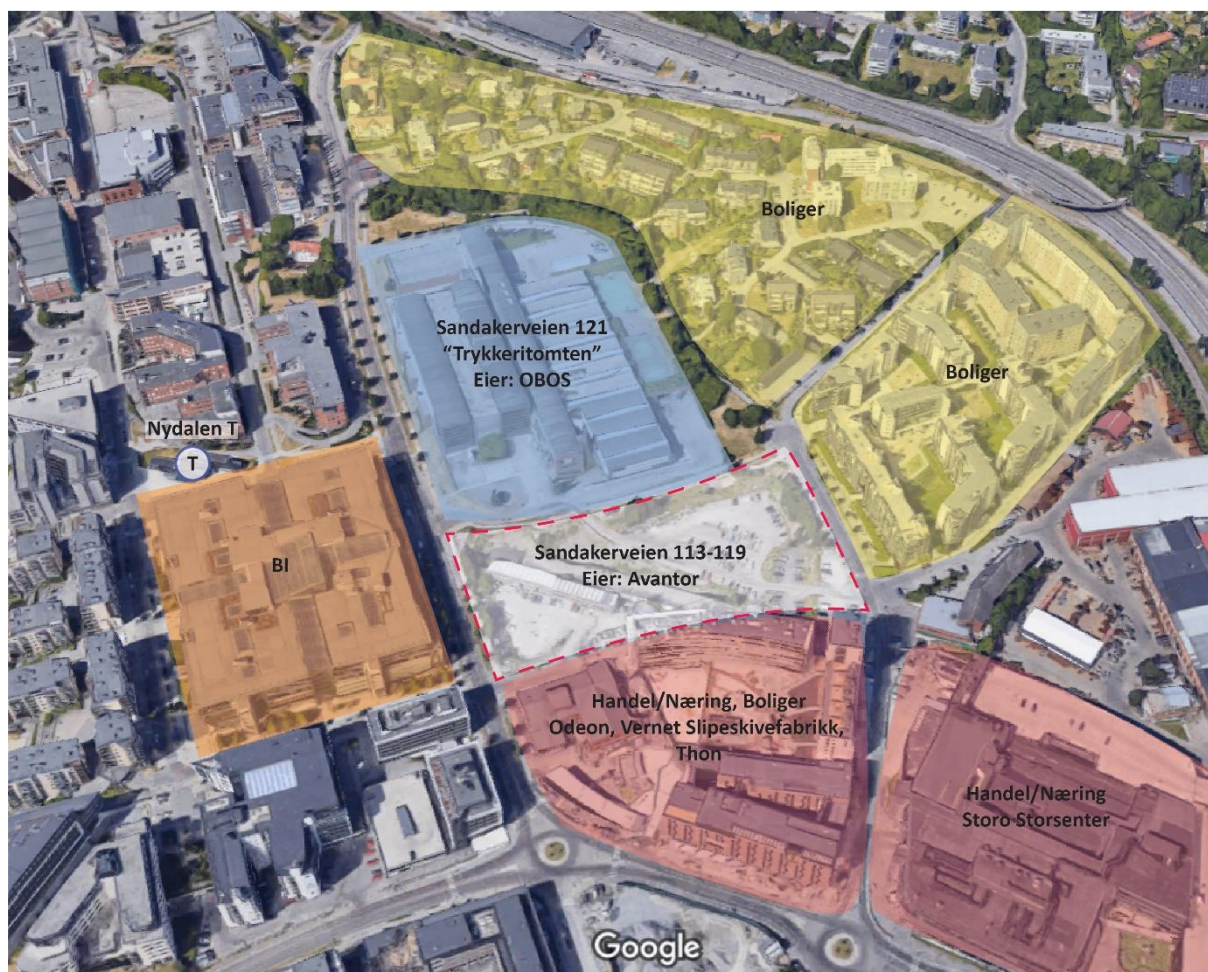 Boliger
Sandakerveien 121
“Trykkeritomten”
Eier: OBOS
Boliger
Nydalen T
T
BI
Sandakerveien 113-119
Eier: Avantor
Handel/Næring, Boliger
Odeon, Vernet Slipeskivefabrikk,
Thon
Handel/Næring
Storo Storsenter
Google